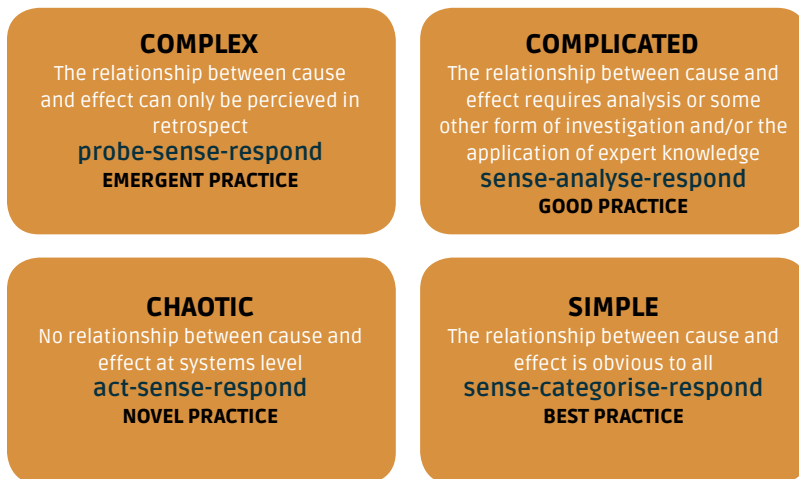 COMPLEX
The relationship between cause
and effect can only be percieved in
retrospect
probe-sense-respond
EMERGENT PRACTICE
COMPLICATED
The relationship between cause and
effect requires analysis or some
other form of investigation and/or the
application of expert knowledge
sense-analyse-respond
GOOD PRACTICE
CHAOTIC
No relationship between cause and
effect at systems level
act-sense-respond
NOVEL PRACTICE
SIMPLE
The relationship between cause and
effect is obvious to all
sense-categorise-respond
BEST PRACTICE